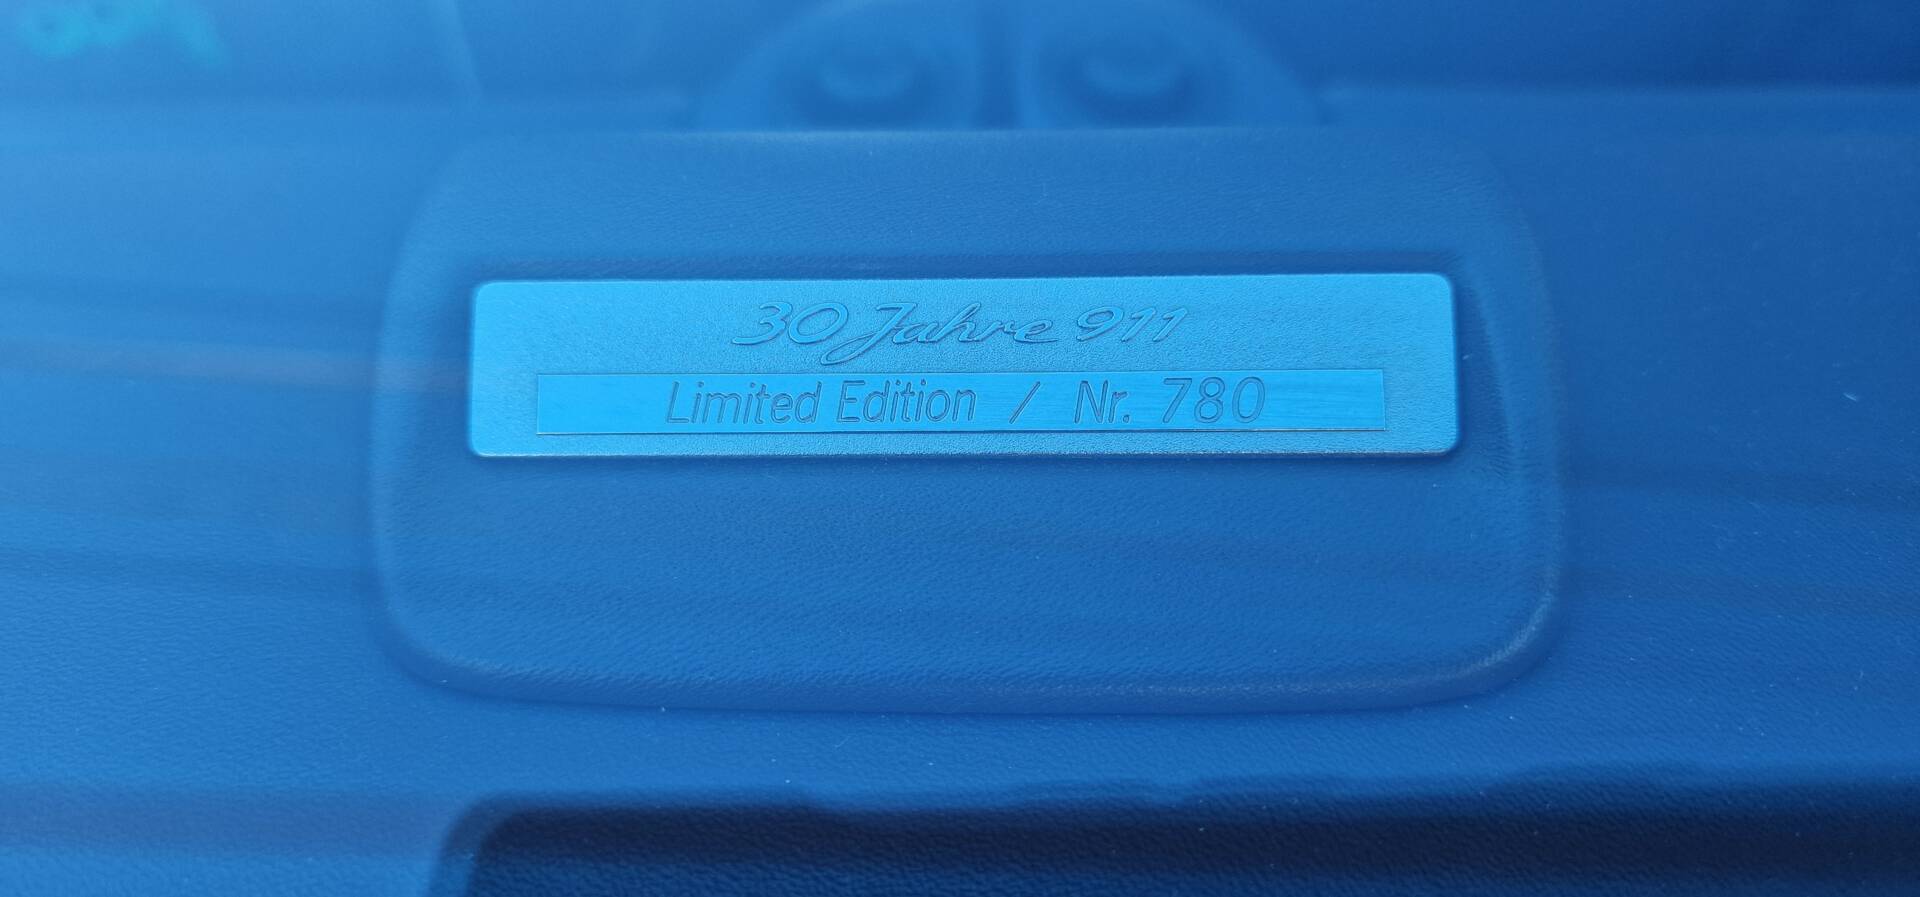 30 Jahre 911
Limited Edition / Nr. 780